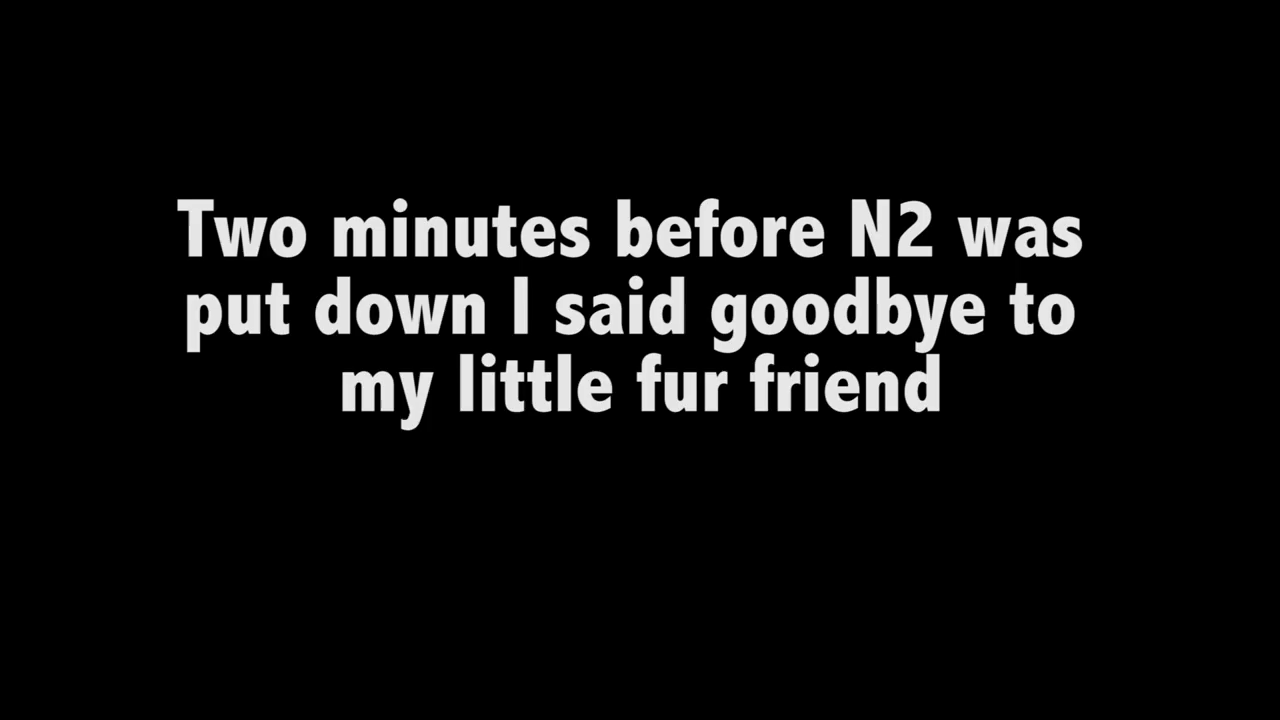 Two minutes before N2 was
put down I said goodbye to
my little fur friend